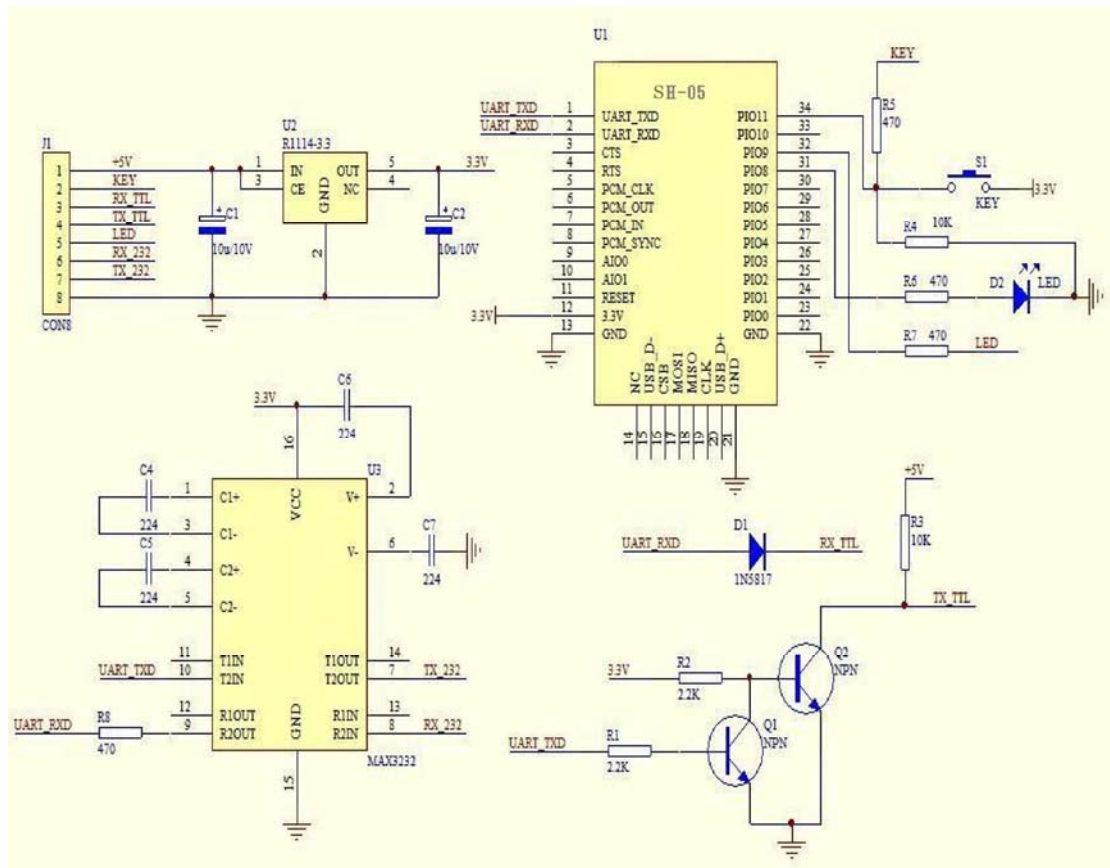 J1
1 +5V
2 KEY
3 RX_TTL
4 TX_TTL
5 LED
6 RX_232
7 TX_232
8
CON8
C1
10u/10V
U2
R1114-3.3
1 IN OUT 5
3 CE NC 4
GND
2
3.3V
C2
10u/10V
U1
SH-05
UART_TXD 1 UART_TXD PIO11 34
UART_RXD 2 UART_RXD PIO10 33
3 CTS PIO9 32
4 RTS PIO8 31
5 PCM_CLK PIO7 30
6 PCM_OUT PIO6 29
7 PCM_IN PIO5 28
8 PCM_SYNC PIO4 27
9 AIO0 PIO3 26
10 AIO1 PIO2 25
11 RESET PIO1 24
3.3V 12 3.3V PIO0 23
13 GND GND 22
NC USB_D- CSB MOSI MISO CLK USB_D+ GND
14 15 16 17 18 19 20 21
KEY
R5
470
S1
KEY
3.3V
R4 10K
R6 470
D2 LED
R7 470 LED
3.3V
C6
224
16
U3
C4
224
C5
224
VCC
1 C1+ V+ 2
3 C1-
V- 6
C7
224
4 C2+
5 C2-
11 T1IN T1OUT 14
UART_TXD 10 T2IN T2OUT 7 TX_232
12 R1OUT R1IN 13
UART_RXD R8 470 9 R2OUT R2IN 8 RX_232
GND
MAX3232
15
UART_RXD D1 RX_TTL
1N5817
+5V
R3
10K
TX_TTL
Q2
NPN
3.3V R2
2.2K
Q1
NPN
UART_TXD R1
2.2K